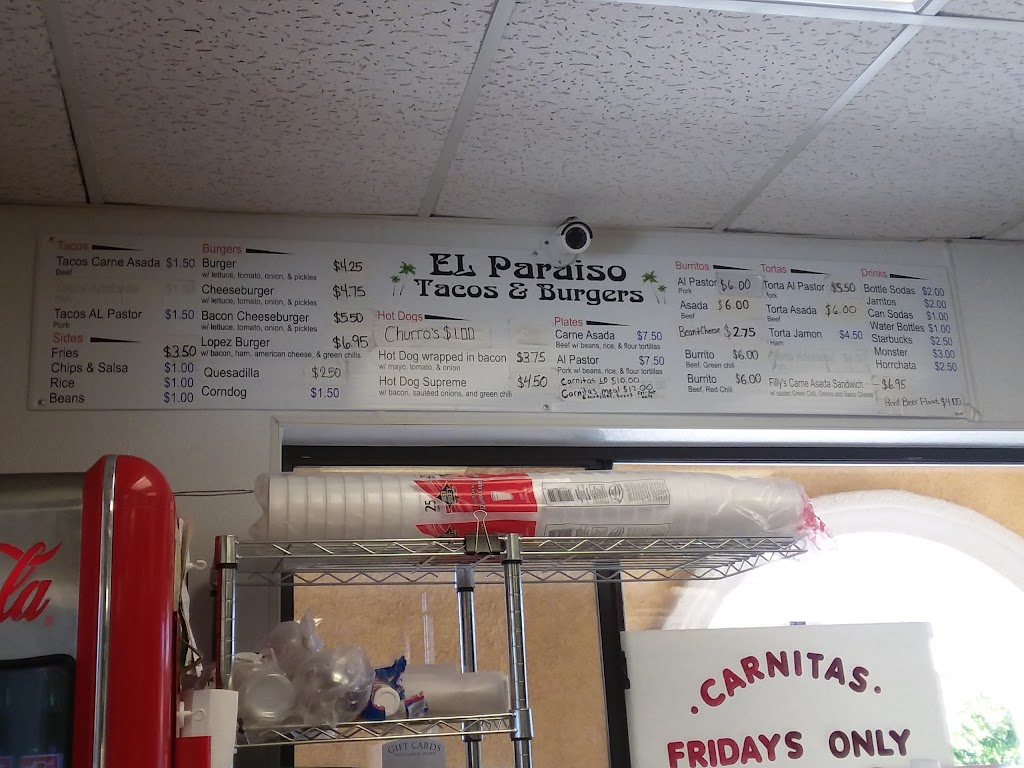 EL Paraiso
Tacos & Burgers
Tacos
Tacos Carne Asada $1.50
Beef
Tacos AL Pastor $1.50
Pork
Sides
Fries $3.50
Chips & Salsa $1.00
Rice $1.00
Beans $1.00
Burgers
Burger $4.25
w/ lettuce, tomato, onion, & pickles
Cheeseburger $4.75
w/ lettuce, tomato, onion, & pickles
Bacon Cheeseburger $5.50
w/ lettuce, tomato, onion, & pickles
Lopez Burger $6.95
w/ bacon, ham, american cheese, & green chilis
Quesadilla $2.50
Corndog $1.50
Hot Dogs
Churro's $1.00
Hot Dog wrapped in bacon $3.75
w/ mayo, tomato, & onion
Hot Dog Supreme $4.50
w/ bacon, sautéed onions, and green chili
Plates
Carne Asada $7.50
Beef w/ beans, rice, & flour tortillas
Al Pastor $7.50
Pork w/ beans, rice, & flour tortillas
Carnitas LB $10.00
Carnitas meal $17.00
Burritos
Al Pastor $6.00
Pork
Asada $6.00
Beef
Bean & Cheese $2.75
Burrito $6.00
Beef, Green chili
Burrito $6.00
Beef, Red Chili
Tortas
Torta Al Pastor $5.50
Pork
Torta Asada $6.00
Beef
Torta Jamon $4.50
Ham
Filly's Carne Asada Sandwich $6.95
Drinks
Bottle Sodas $2.00
Jarritos $2.00
Can Sodas $1.00
Water Bottles $1.00
Starbucks $2.50
Monster $3.00
Horrchata $2.50
Root Beer Float $4.00
25
la
GIFT CARDS
.CARNITAS.
FRIDAYS ONLY